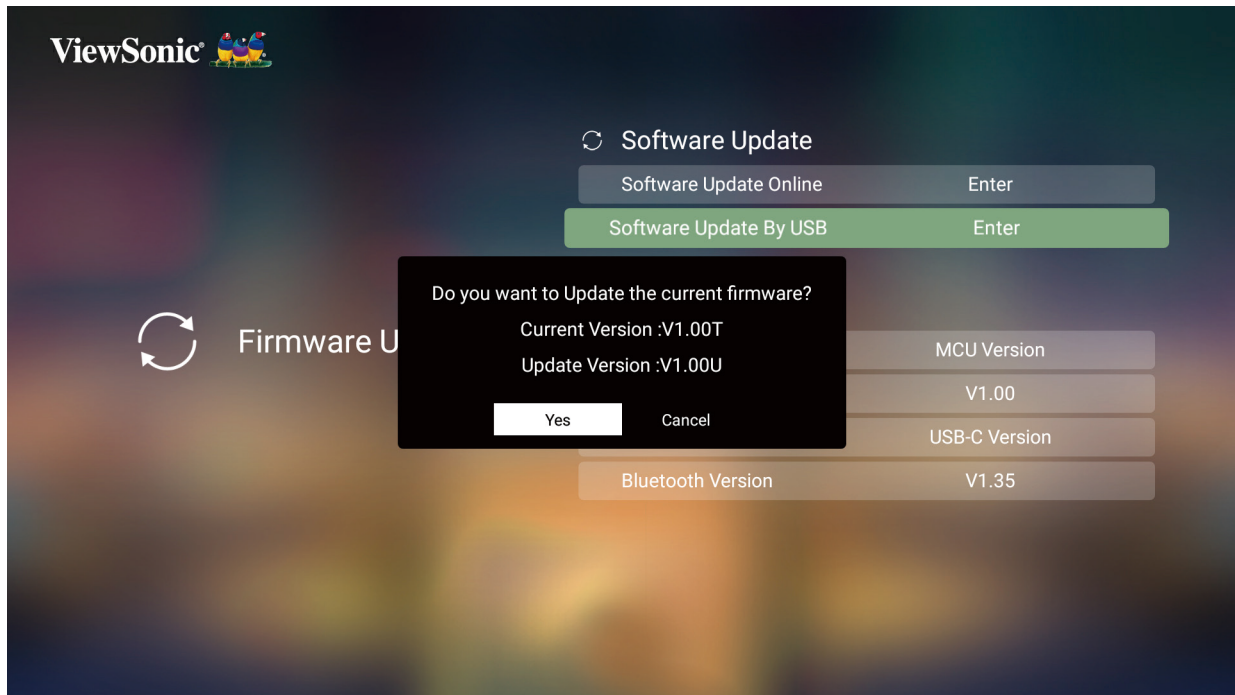 ViewSonic®
Software Update
Software Update Online Enter
Software Update By USB Enter
Do you want to Update the current firmware?
Current Version :V1.00T
Update Version :V1.00U
Yes Cancel
Firmware U
MCU Version
V1.00
USB-C Version
Bluetooth Version V1.35